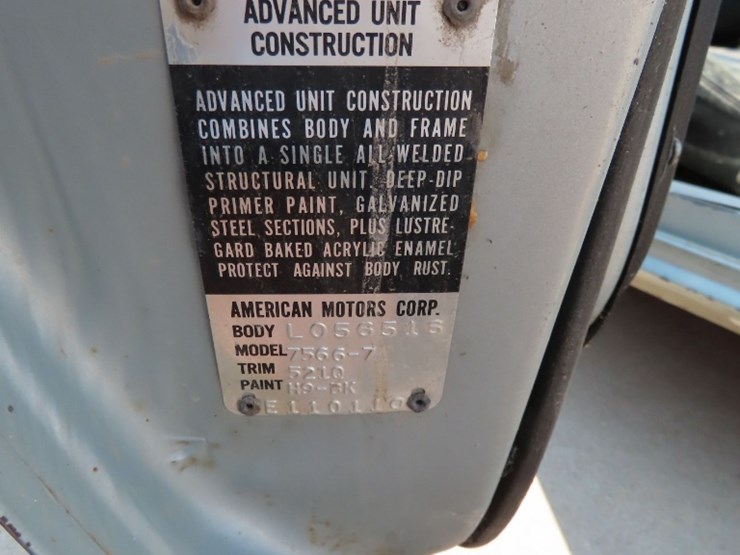 ADVANCED UNIT
CONSTRUCTION
ADVANCED UNIT CONSTRUCTION
COMBINES BODY AND FRAME
INTO A SINGLE ALL WELDED
STRUCTURAL UNIT. DEEP-DIP
PRIMER PAINT, GALVANIZED
STEEL SECTIONS, PLUS LUSTRE-
GARD BAKED ACRYLIC ENAMEL
PROTECT AGAINST BODY RUST.
AMERICAN MOTORS CORP.
BODY L056515
MODEL 7566-7
TRIM 521Q
PAINT